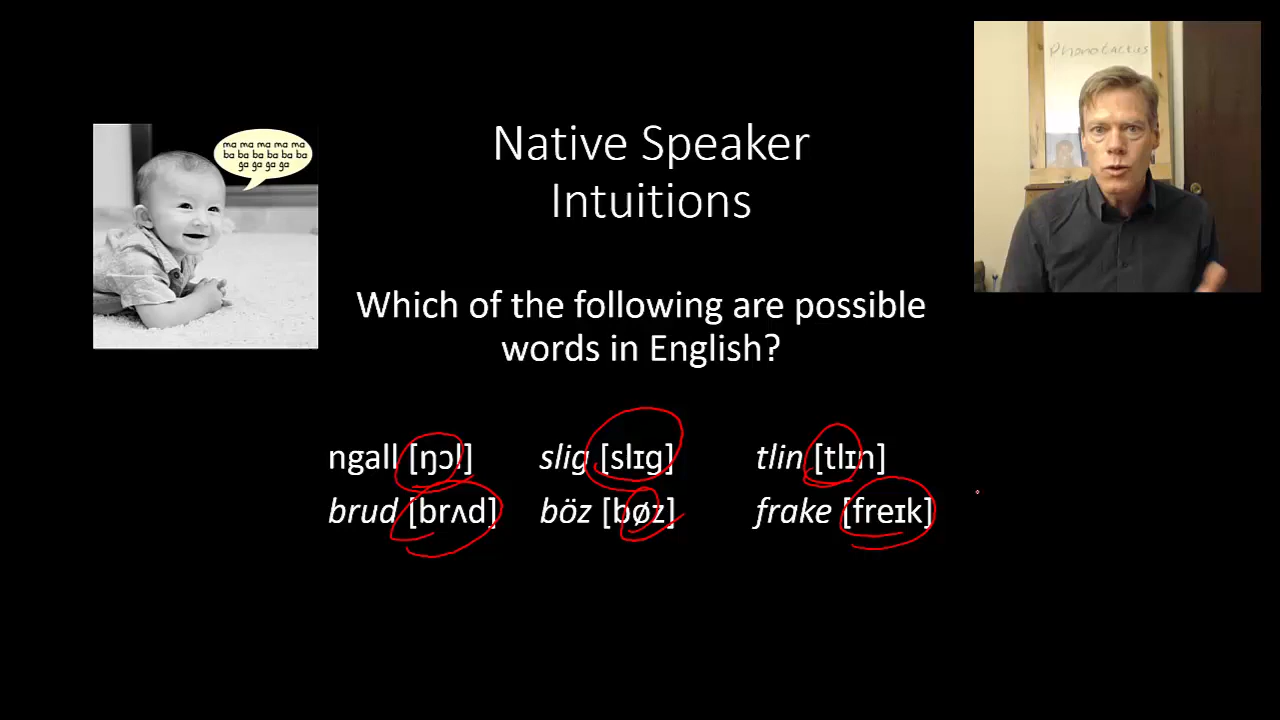 Phonotactics
ma ma ma ma ma
ba ba ba ba ba ba
ga ga ga ga
Native Speaker
Intuitions
Which of the following are possible
words in English?
ngall [ŋɔl] slig [slɪg] tlin [tlɪn]
brud [brʌd] böz [bøz] frake [freɪk]